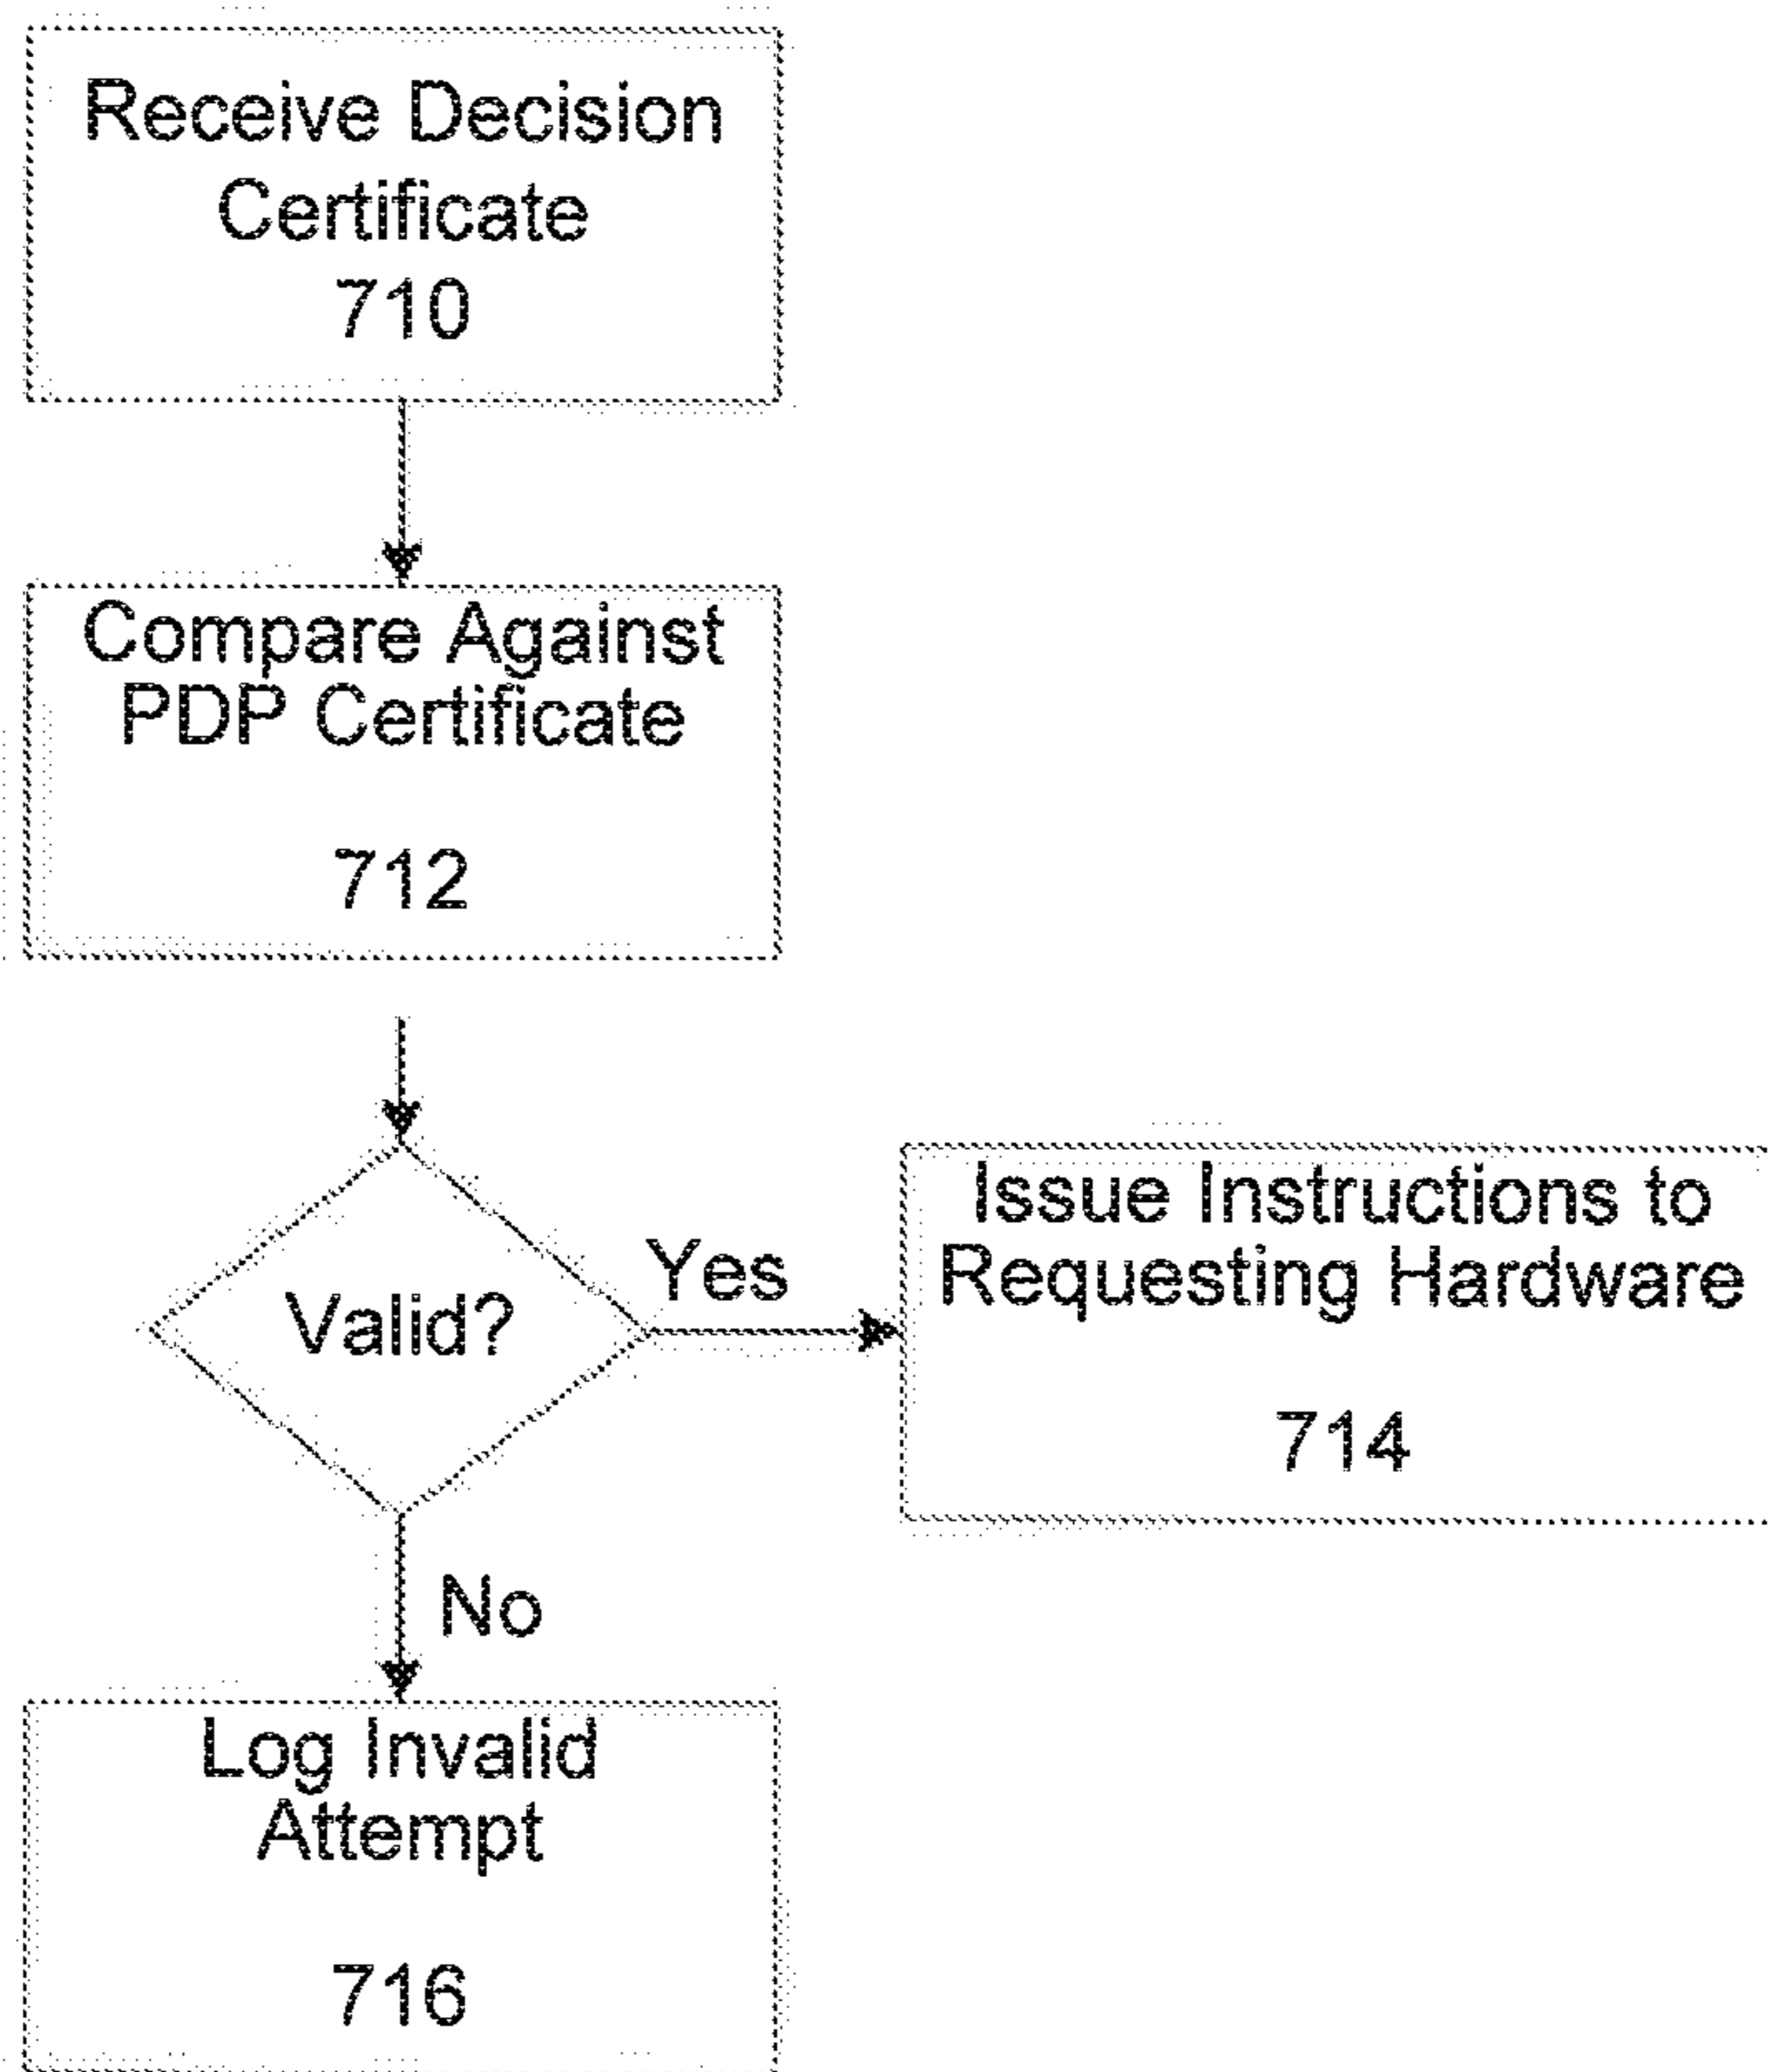 Receive Decision
Certificate
710
Compare Against
PDP Certificate
712
Valid?
Yes
Issue Instructions to
Requesting Hardware
714
No
Log Invalid
Attempt
716